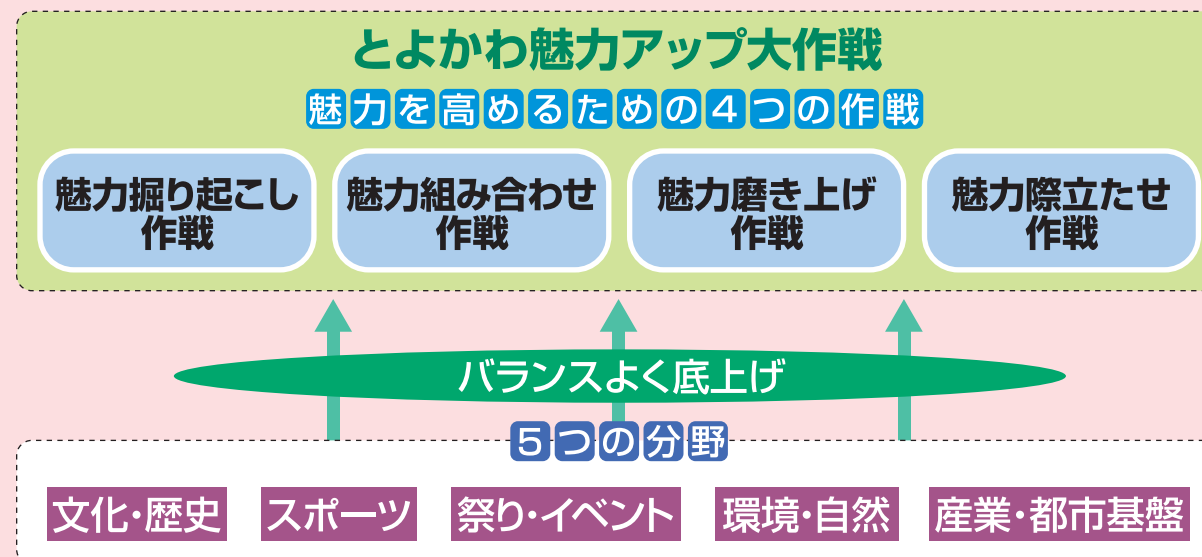 とよかわ魅力アップ大作戦
魅力を高めるための4つの作戦
魅力掘り起こし
作戦
魅力組み合わせ
作戦
魅力磨き上げ
作戦
魅力際立たせ
作戦
バランスよく底上げ
5つの分野
文化・歴史
スポーツ
祭り・イベント
環境・自然
産業・都市基盤